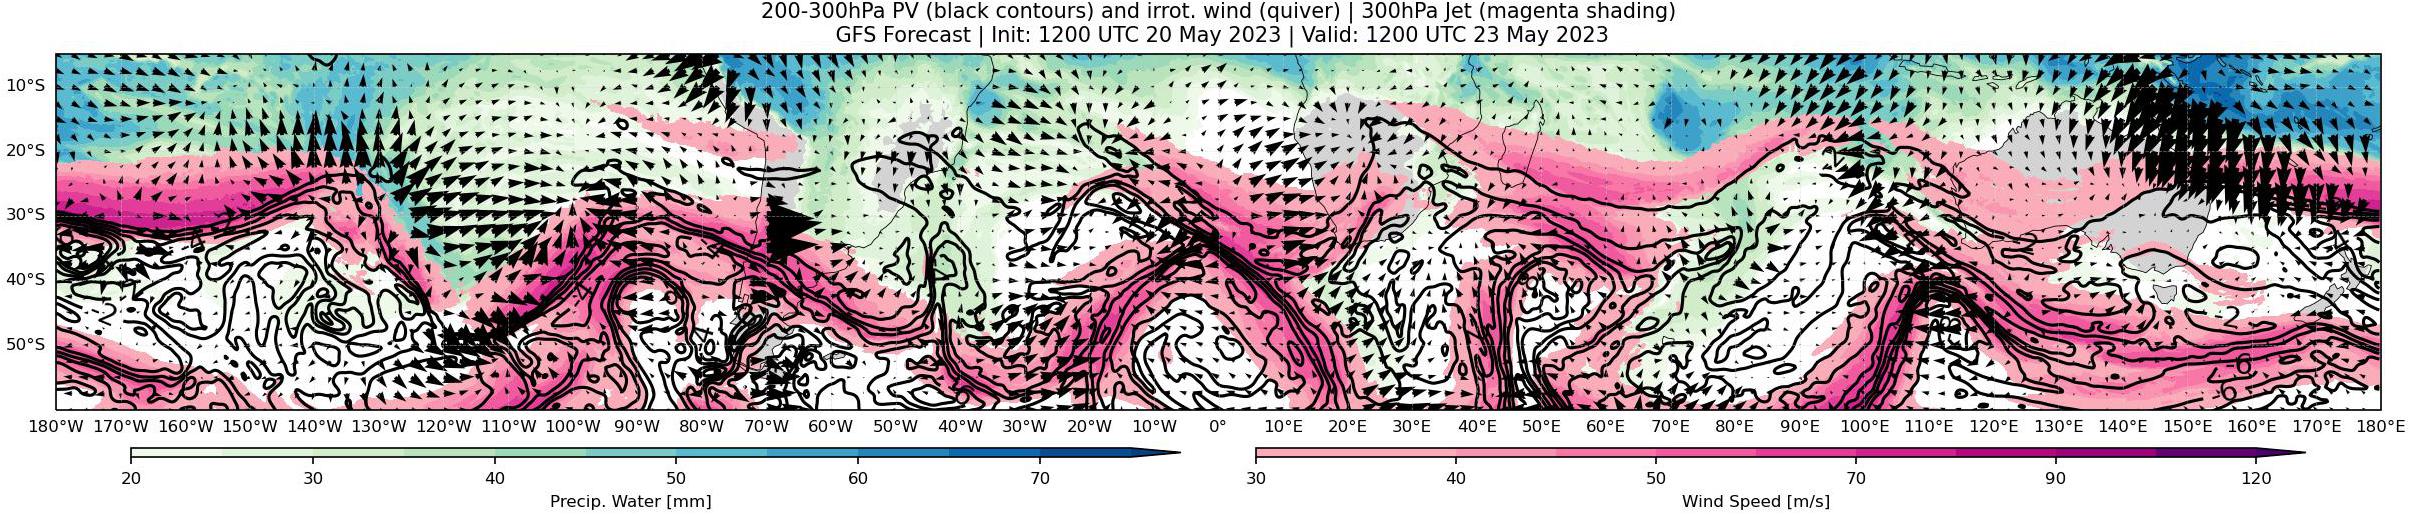 200-300hPa PV (black contours) and irrot. wind (quiver) | 300hPa Jet (magenta shading)
GFS Forecast | Init: 1200 UTC 20 May 2023 | Valid: 1200 UTC 23 May 2023
10°S
20°S
30°S
40°S
50°S
-2
-6
-6
180°W 170°W 160°W 150°W 140°W 130°W 120°W 110°W 100°W 90°W 80°W 70°W 60°W 50°W 40°W 30°W 20°W 10°W 0° 10°E 20°E 30°E 40°E 50°E 60°E 70°E 80°E 90°E 100°E 110°E 120°E 130°E 140°E 150°E 160°E 170°E 180°E
20 30 40 50 60 70
Precip. Water [mm]
30 40 50 70 90 120
Wind Speed [m/s]